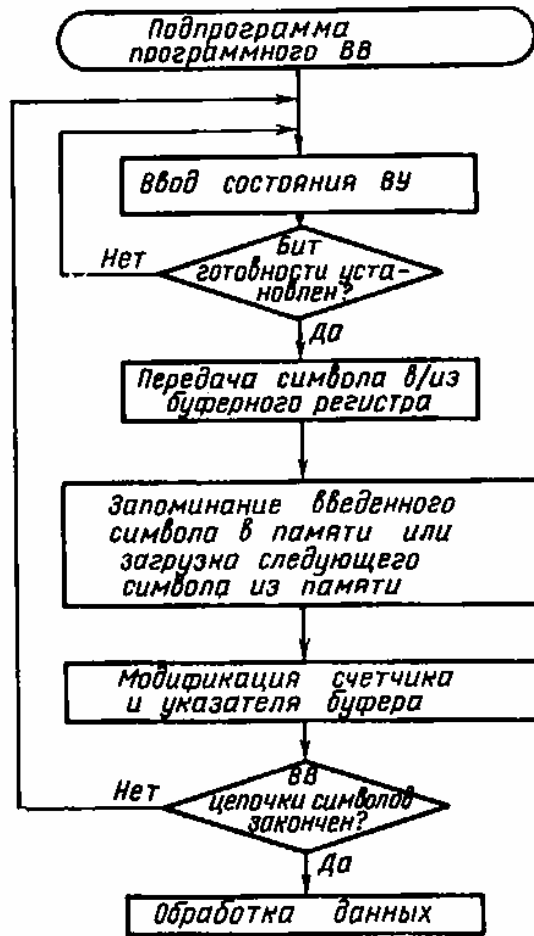 Подпрограмма
программного ВВ
Ввод состояния ВУ
Бит
готовности уста-
новлен?
Нет
Да
Передача символа в/из
буферного регистра
Запоминание введенного
символа в памяти или
загрузка следующего
символа из памяти
Модификация счетчика
и указателя буфера
ВВ
цепочки символов
закончен?
Нет
Да
Обработка данных